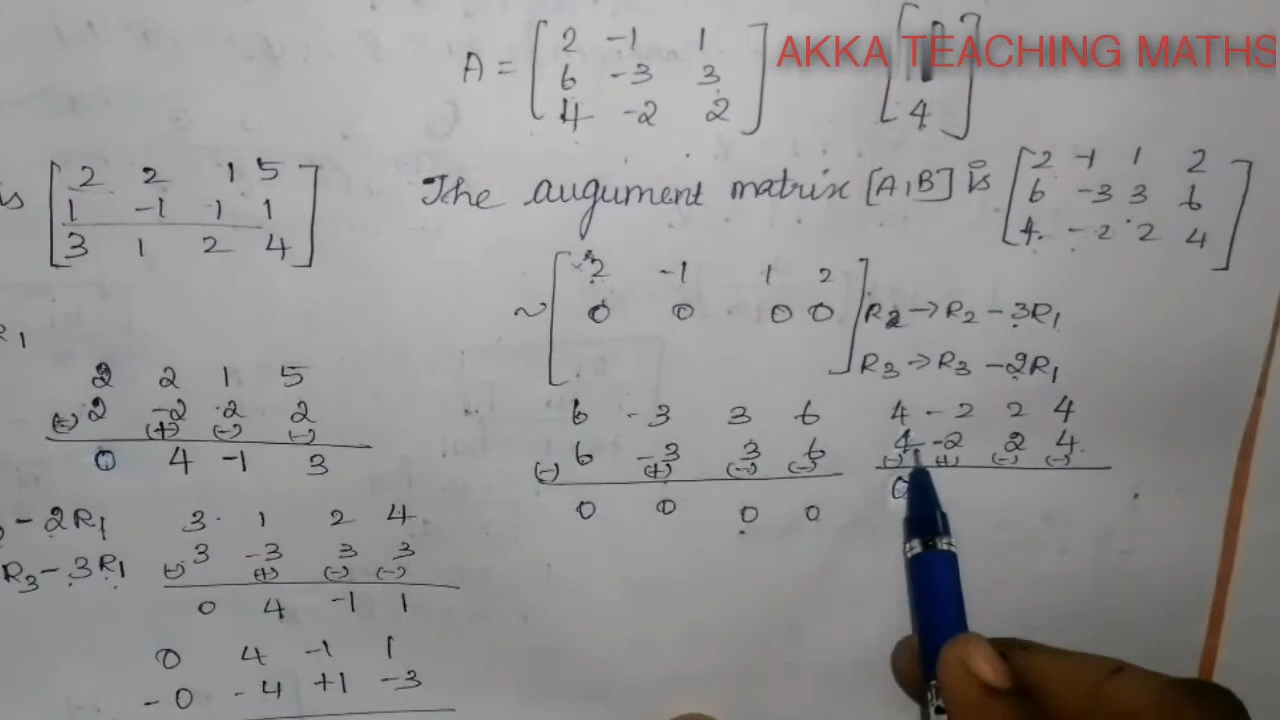 AKKA TEACHING MATHS
A = [ 2 -1 1
6 -3 3
4 -2 2 ]
[ 4 ]
is [ 2 2 1 5
1 -1 1 1
3 1 2 4 ]
The augument matrix [A,B] is [ 2 -1 1 2
6 -3 3 6
4 -2 2 4 ]
~ [ 2 -1 1 2
0 0 0 0 ] R2 → R2 - 3R1
R3 → R3 - 2R1
R1
2 2 1 5
(-) 2 -2 (+) 2 (-) 2 (-)
0 4 -1 3
- 2R1
R3 - 3R1
3 1 2 4
(-) 3 -3 (+) 3 (-) 3 (-)
0 4 -1 1
0 4 -1 1
-0 -4 +1 -3
6 -3 3 6
(-) 6 -3 (+) 3 (-) 6 (-)
0 0 0 0
4 -2 2 4
4 (-) -2 (+) 2 (-) 4 (-)
0